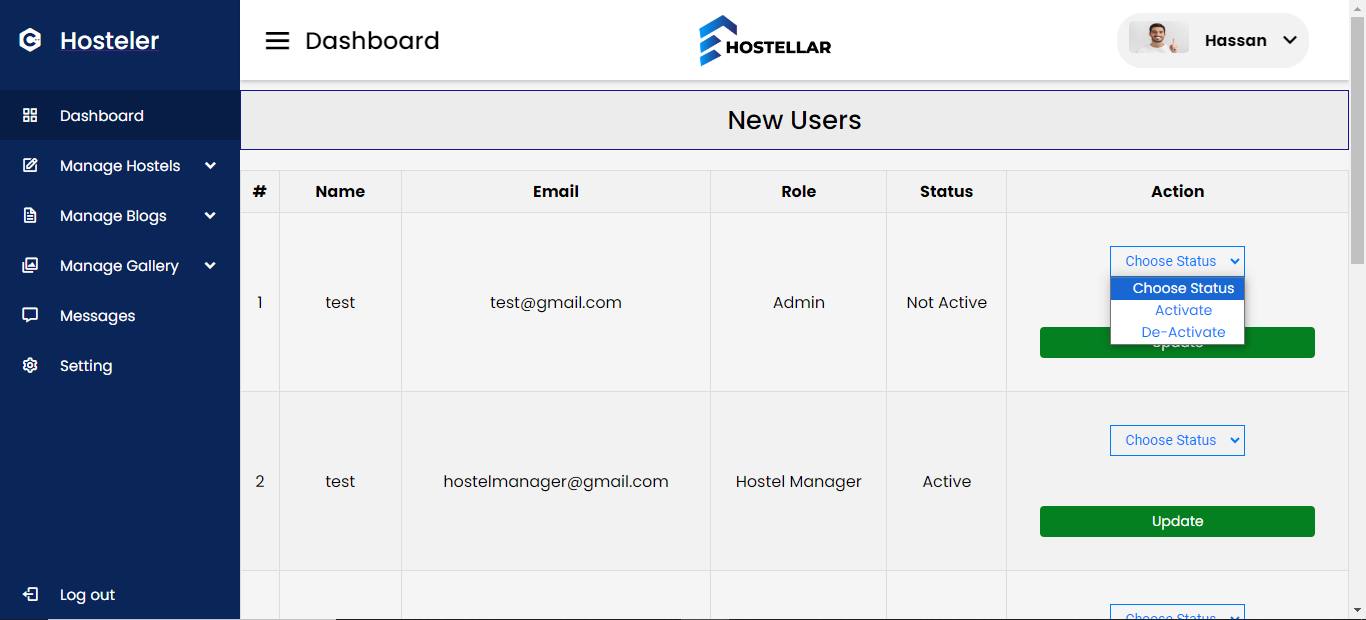 Hosteler
Dashboard
HOSTELLAR
Hassan
Dashboard
Manage Hostels
Manage Blogs
Manage Gallery
Messages
Setting
Log out
New Users
# Name Email Role Status Action
Choose Status
Choose Status
Activate
De-Activate
1 test test@gmail.com Admin Not Active
Update
Choose Status
2 test hostelmanager@gmail.com Hostel Manager Active
Update
Choose Status